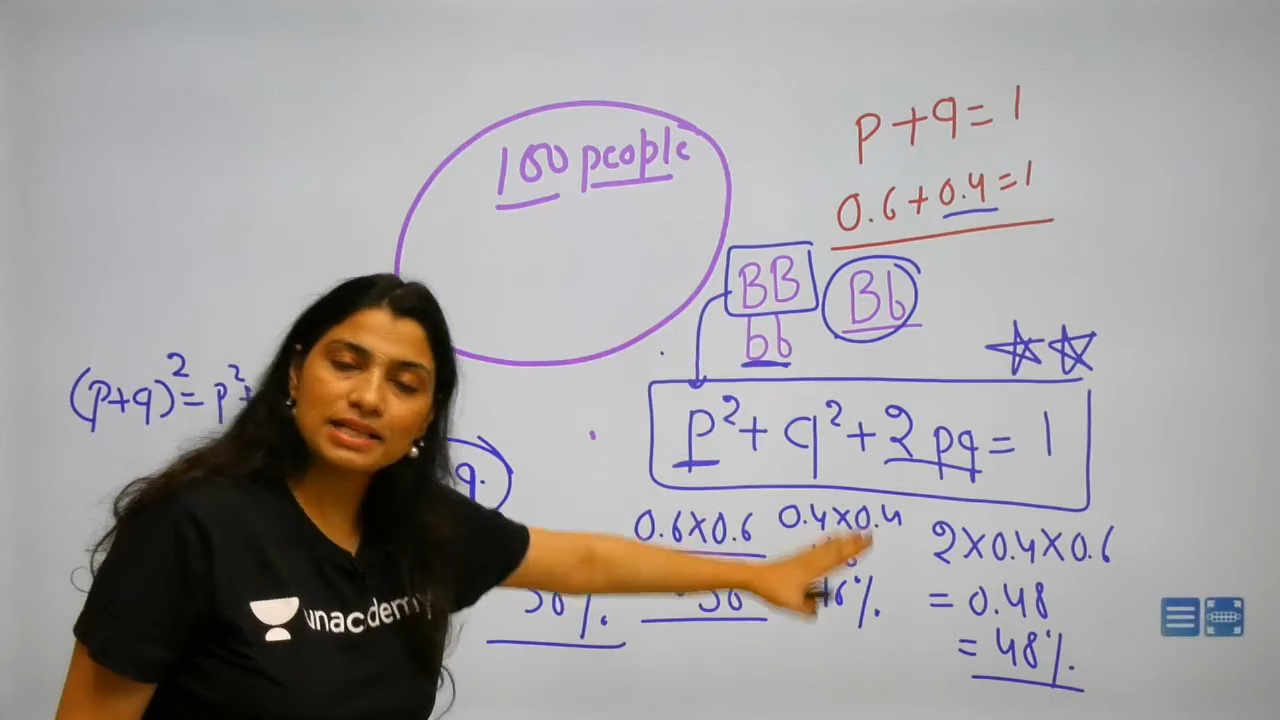 100 people
p+q=1
0.6+0.4=1
BB Bb
bb
(p+q)²=p²+
q.
p²+q²+2pq=1
0.6×0.6 0.4×0.4 2×0.4×0.6
=0.48
16%.
=48%.
unacademy